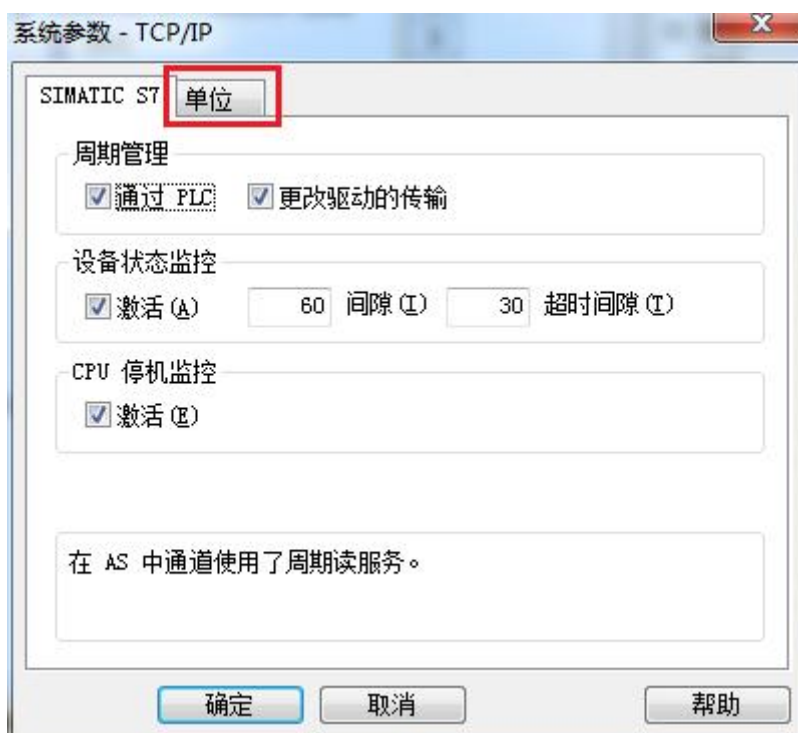 系统参数 - TCP/IP
SIMATIC S7 单位
周期管理
通过 PLC 更改驱动的传输
设备状态监控
激活(A) 60 间隙(I) 30 超时间隙(T)
CPU 停机监控
激活(E)
在 AS 中通道使用了周期读服务。
确定 取消 帮助